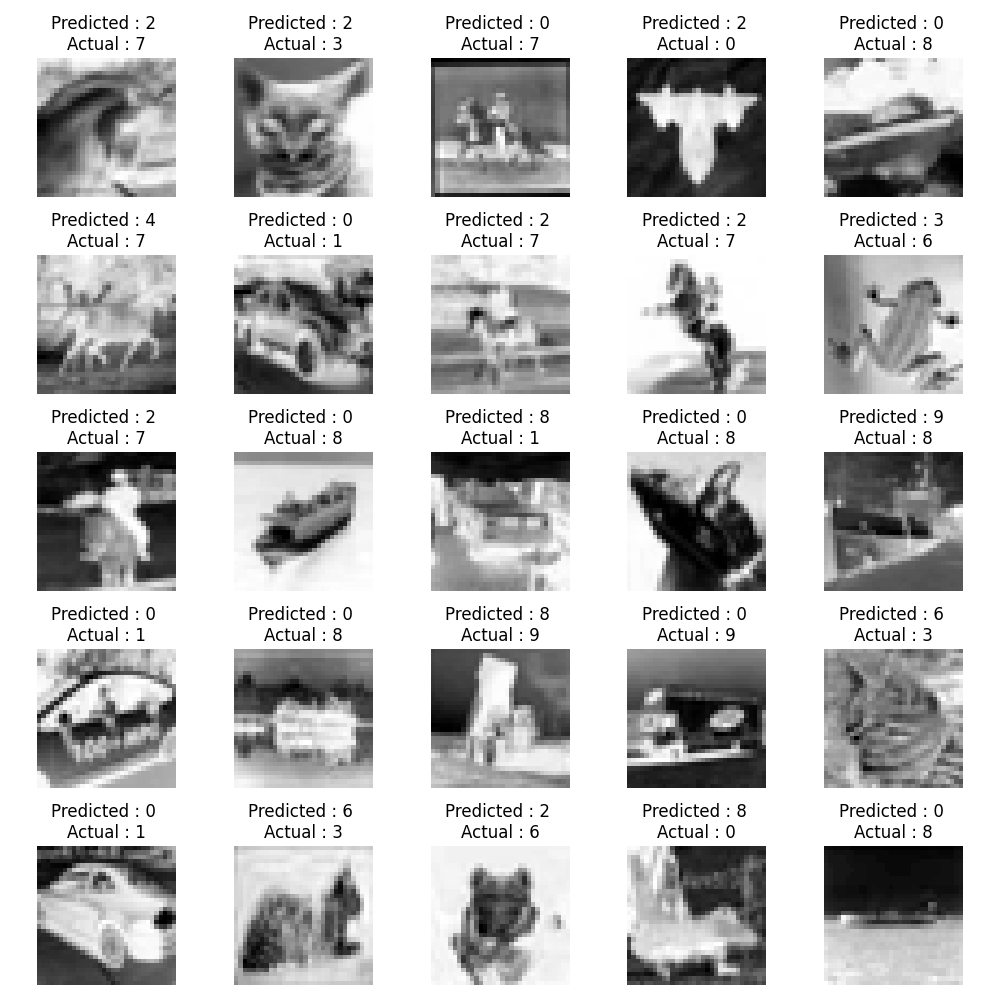 Predicted : 2
Actual : 7
Predicted : 2
Actual : 3
Predicted : 0
Actual : 7
Predicted : 2
Actual : 0
Predicted : 0
Actual : 8
Predicted : 4
Actual : 7
Predicted : 0
Actual : 1
Predicted : 2
Actual : 7
Predicted : 2
Actual : 7
Predicted : 3
Actual : 6
Predicted : 2
Actual : 7
Predicted : 0
Actual : 8
Predicted : 8
Actual : 1
Predicted : 0
Actual : 8
Predicted : 9
Actual : 8
Predicted : 0
Actual : 1
Predicted : 0
Actual : 8
Predicted : 8
Actual : 9
Predicted : 0
Actual : 9
Predicted : 6
Actual : 3
Predicted : 0
Actual : 1
Predicted : 6
Actual : 3
Predicted : 2
Actual : 6
Predicted : 8
Actual : 0
Predicted : 0
Actual : 8